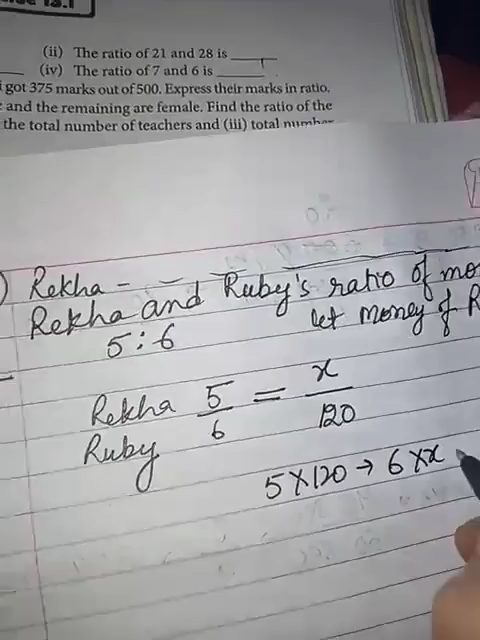 (ii) The ratio of 21 and 28 is
(iv) The ratio of 7 and 6 is
got 375 marks out of 500. Express their marks in ratio.
and the remaining are female. Find the ratio of the
the total number of teachers and (iii) total number
Rekha -
Rekha and Ruby's ratio of mo
5:6 let money of R
Rekha 5/6 = x/120
Ruby
5×120 → 6×x